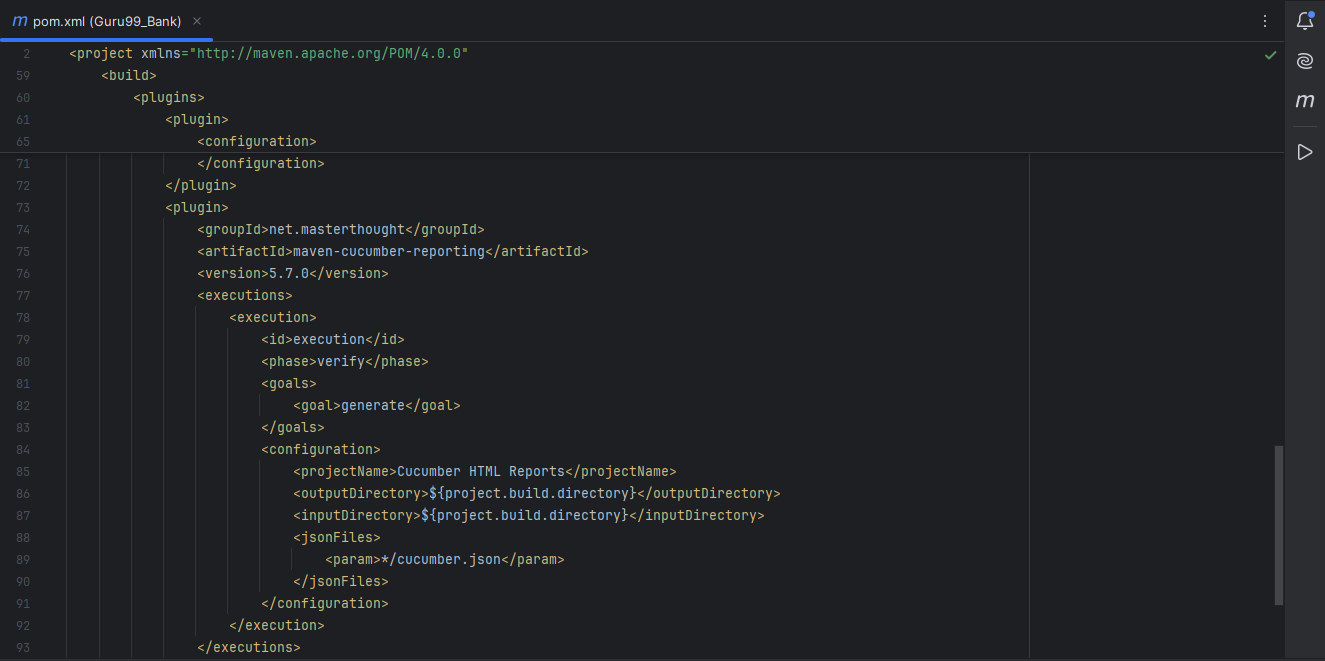 m pom.xml (Guru99_Bank) ×
2 <project xmlns="http://maven.apache.org/POM/4.0.0"
59 <build>
60 <plugins>
61 <plugin>
65 <configuration>
71 </configuration>
72 </plugin>
73 <plugin>
74 <groupId>net.masterthought</groupId>
75 <artifactId>maven-cucumber-reporting</artifactId>
76 <version>5.7.0</version>
77 <executions>
78 <execution>
79 <id>execution</id>
80 <phase>verify</phase>
81 <goals>
82 <goal>generate</goal>
83 </goals>
84 <configuration>
85 <projectName>Cucumber HTML Reports</projectName>
86 <outputDirectory>${project.build.directory}</outputDirectory>
87 <inputDirectory>${project.build.directory}</inputDirectory>
88 <jsonFiles>
89 <param>*/cucumber.json</param>
90 </jsonFiles>
91 </configuration>
92 </execution>
93 </executions>
m